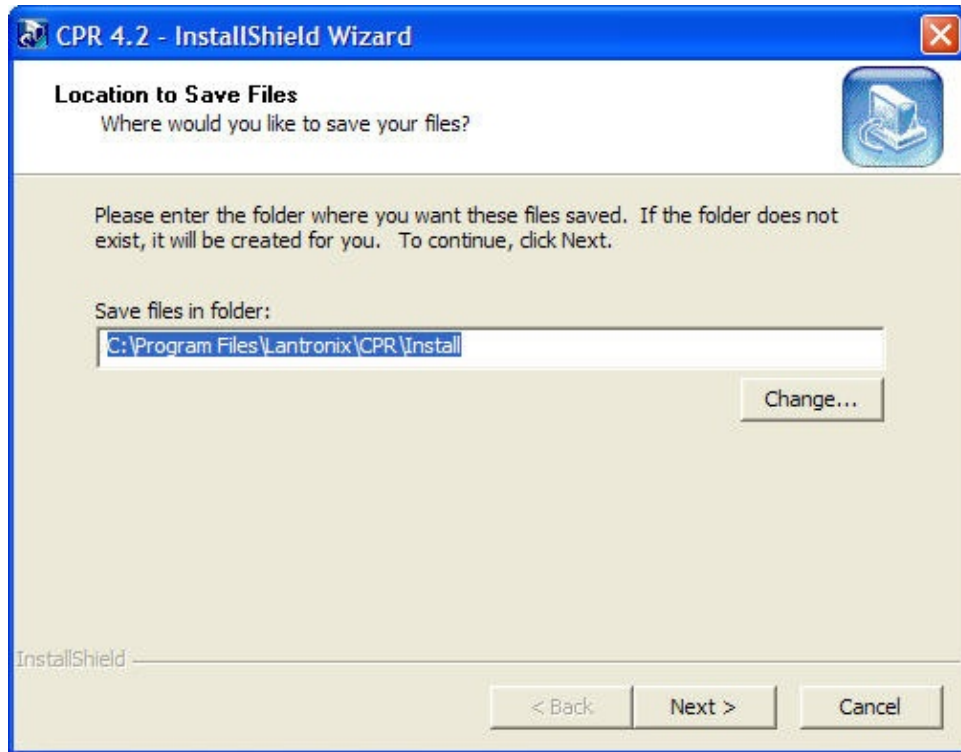 CPR 4.2 - InstallShield Wizard
Location to Save Files
Where would you like to save your files?
Please enter the folder where you want these files saved.  If the folder does not
exist, it will be created for you.   To continue, click Next.
Save files in folder:
C:\Program Files\Lantronix\CPR\Install
Change...
InstallShield
< Back
Next >
Cancel